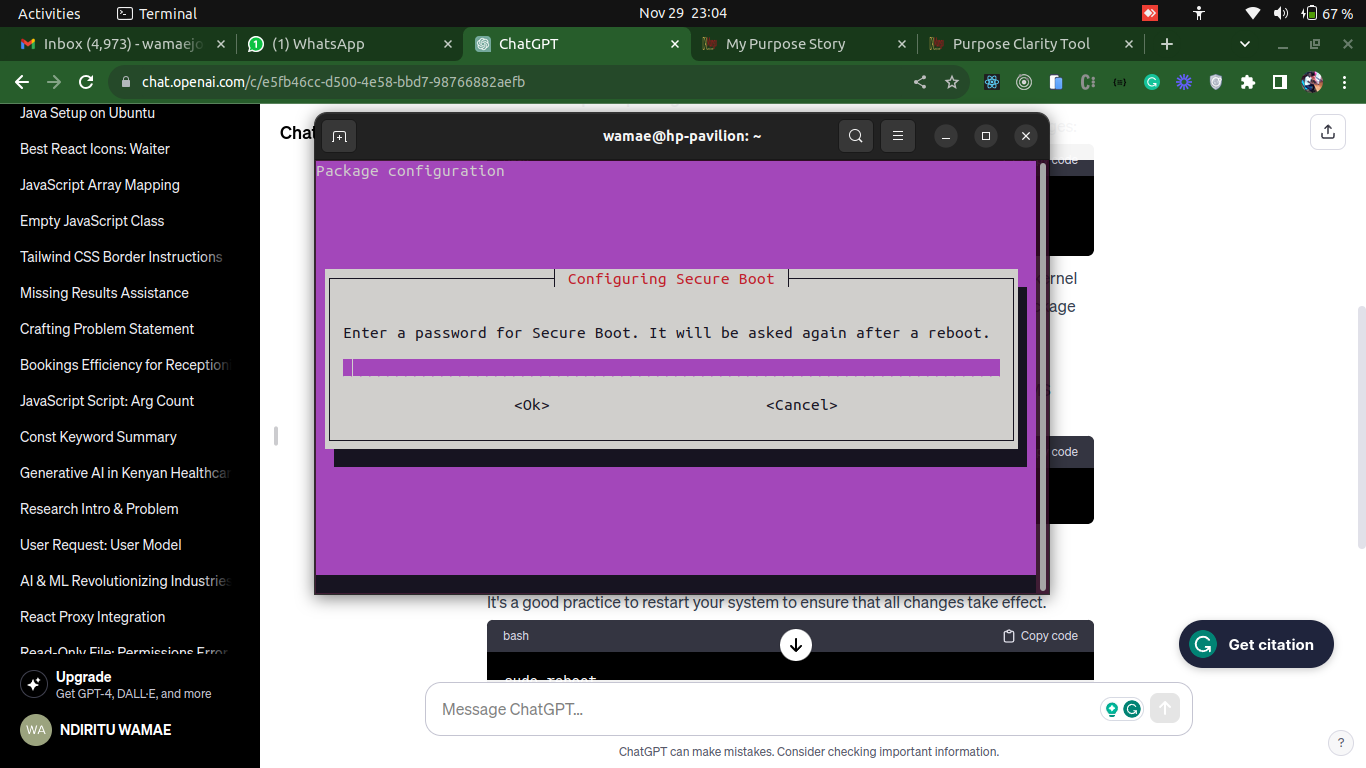 Activities
Terminal
Nov 29 23:04
67 %
Inbox (4,973) - wamaejo
(1) WhatsApp
ChatGPT
My Purpose Story
Purpose Clarity Tool
chat.openai.com/c/e5fb46cc-d500-4e58-bbd7-98766882aefb
Java Setup on Ubuntu
Best React Icons: Waiter
JavaScript Array Mapping
Empty JavaScript Class
Tailwind CSS Border Instructions
Missing Results Assistance
Crafting Problem Statement
Bookings Efficiency for Reception
JavaScript Script: Arg Count
Const Keyword Summary
Generative AI in Kenyan Healthcar
Research Intro & Problem
User Request: User Model
AI & ML Revolutionizing Industries
React Proxy Integration
Read-Only File: Permissions Error
Upgrade
Get GPT-4, DALL·E, and more
WA
NDIRITU WAMAE
Chat
wamae@hp-pavilion: ~
Package configuration
Configuring Secure Boot
Enter a password for Secure Boot. It will be asked again after a reboot.
<Ok>
<Cancel>
code
ernel
age
code
It's a good practice to restart your system to ensure that all changes take effect.
bash
Copy code
sudo reboot
Get citation
Message ChatGPT...
ChatGPT can make mistakes. Consider checking important information.
?